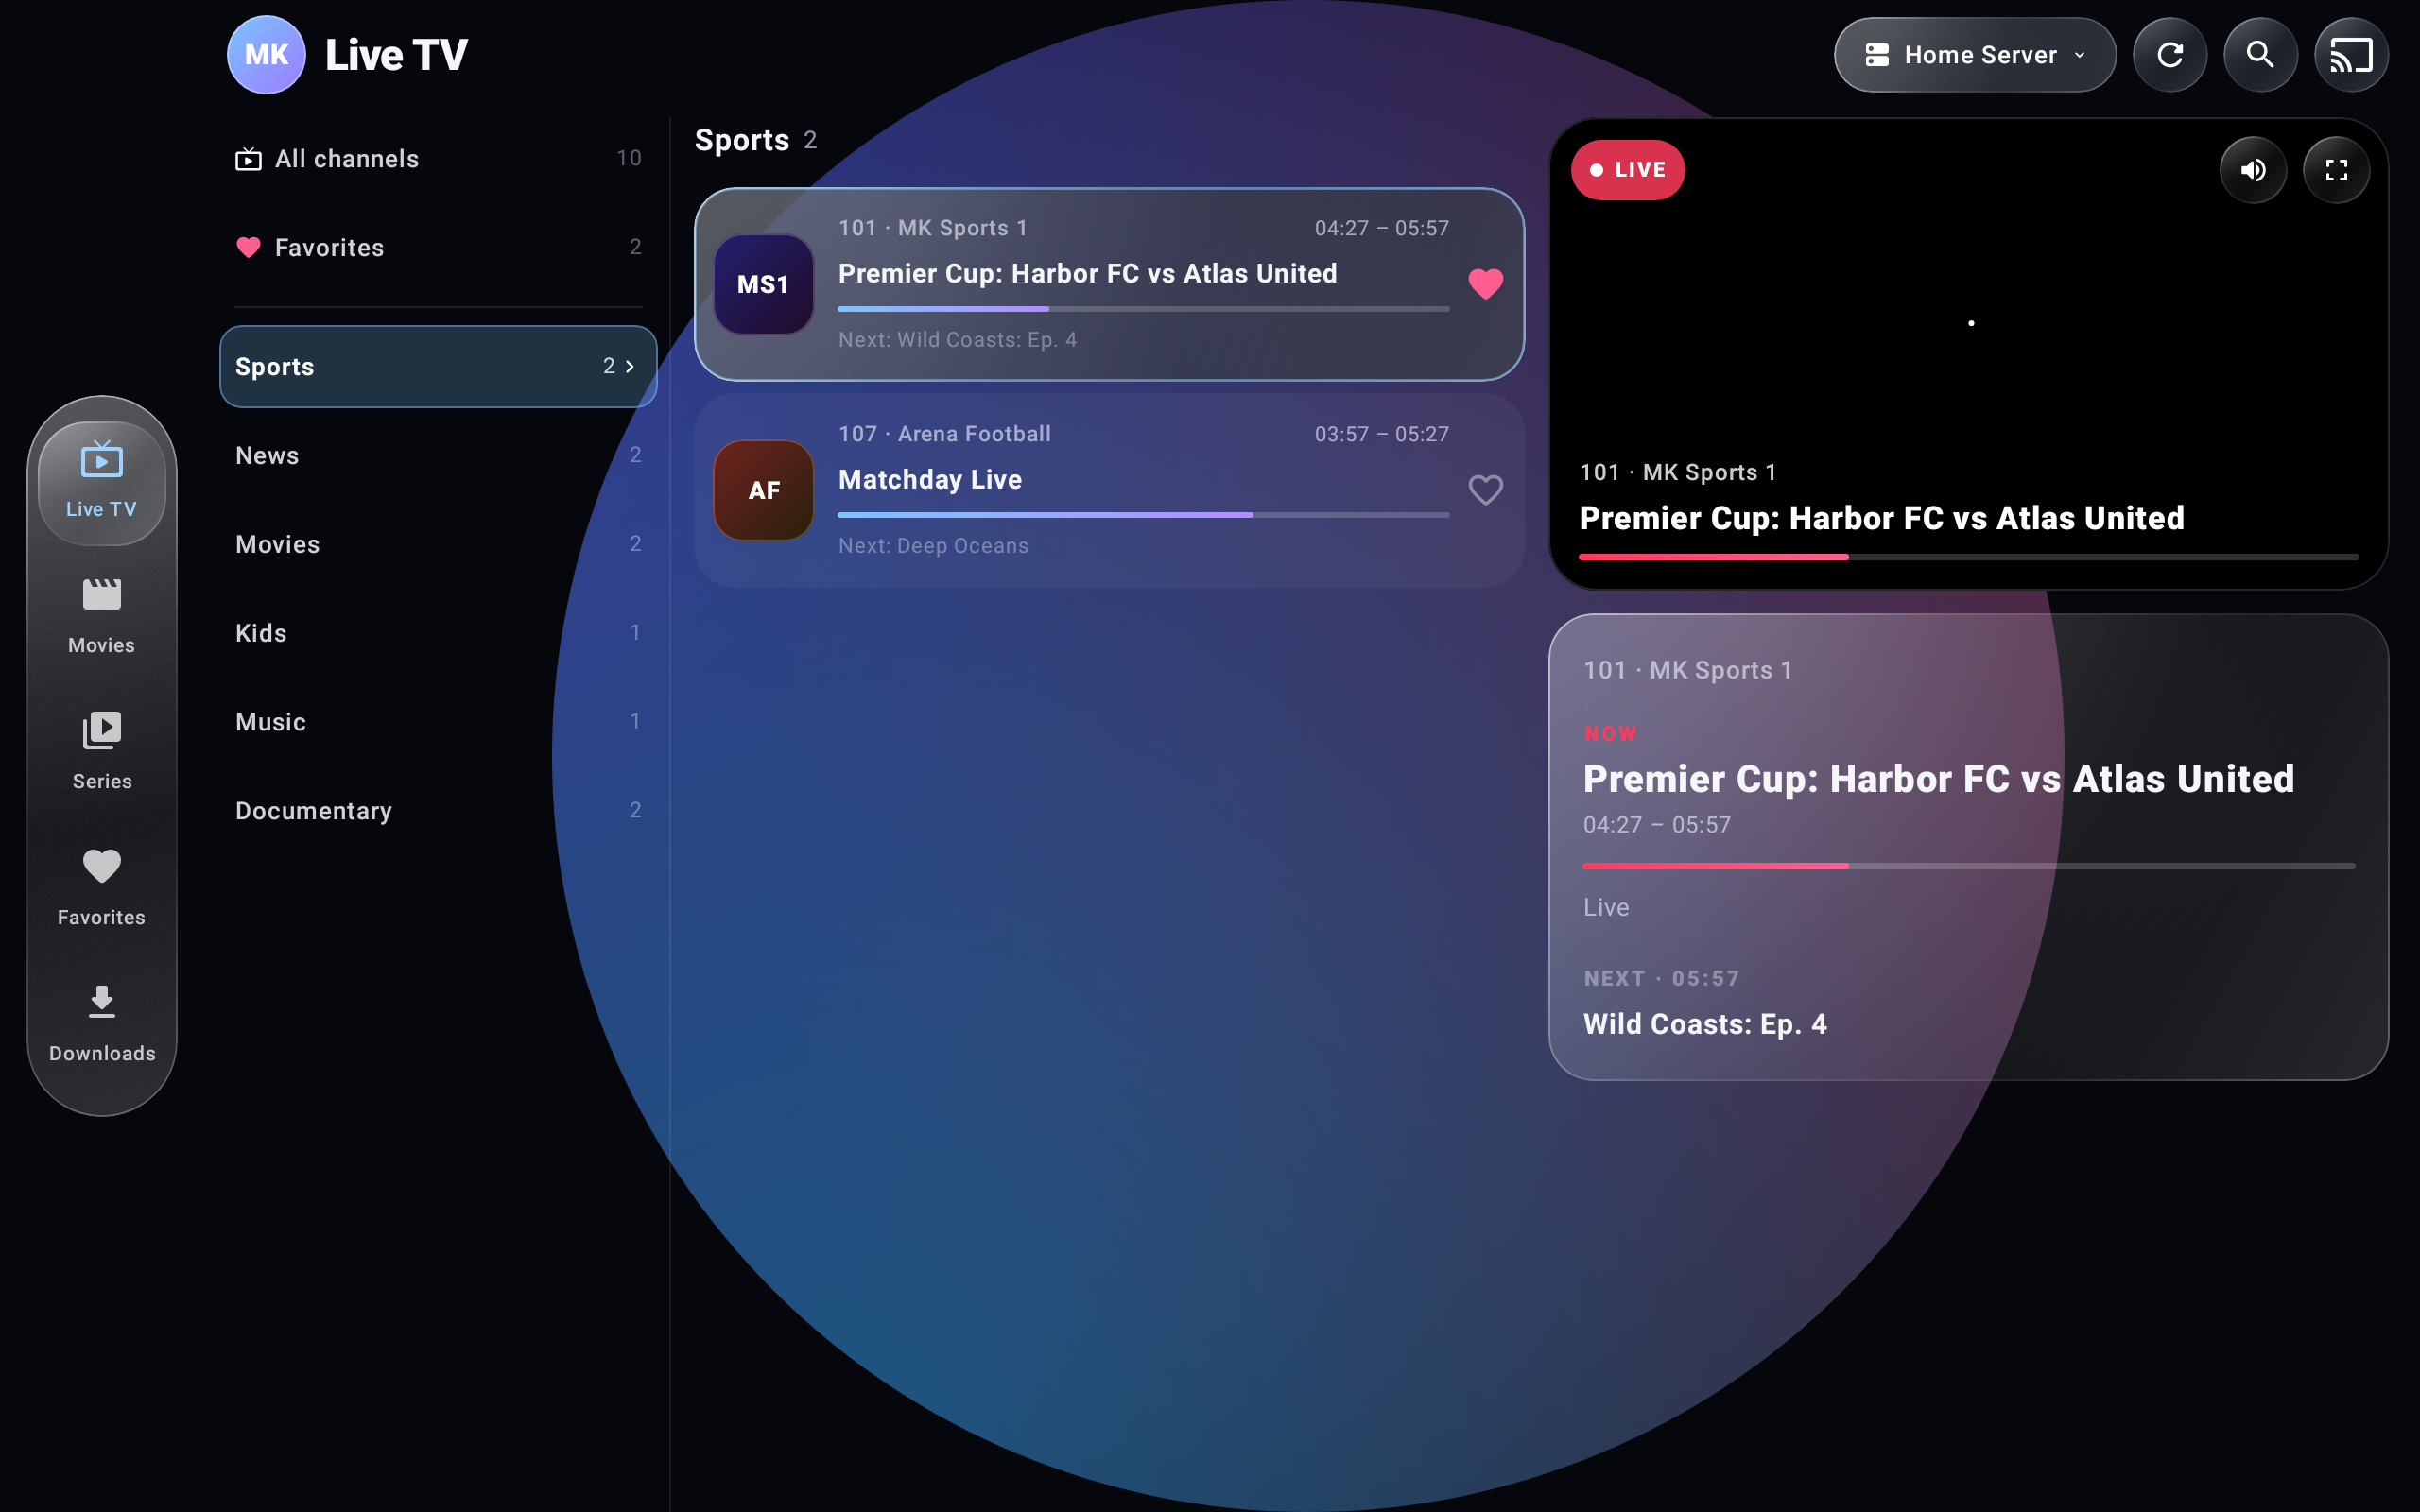 MK Live TV
Home Server
All channels 10
Favorites 2
Sports 2
News 2
Movies 2
Kids 1
Music 1
Documentary 2
Live TV
Movies
Series
Favorites
Downloads
Sports 2
MS1
101 · MK Sports 1 04:27 – 05:57
Premier Cup: Harbor FC vs Atlas United
Next: Wild Coasts: Ep. 4
AF
107 · Arena Football 03:57 – 05:27
Matchday Live
Next: Deep Oceans
LIVE
101 · MK Sports 1
Premier Cup: Harbor FC vs Atlas United
101 · MK Sports 1
NOW
Premier Cup: Harbor FC vs Atlas United
04:27 – 05:57
Live
NEXT · 05:57
Wild Coasts: Ep. 4